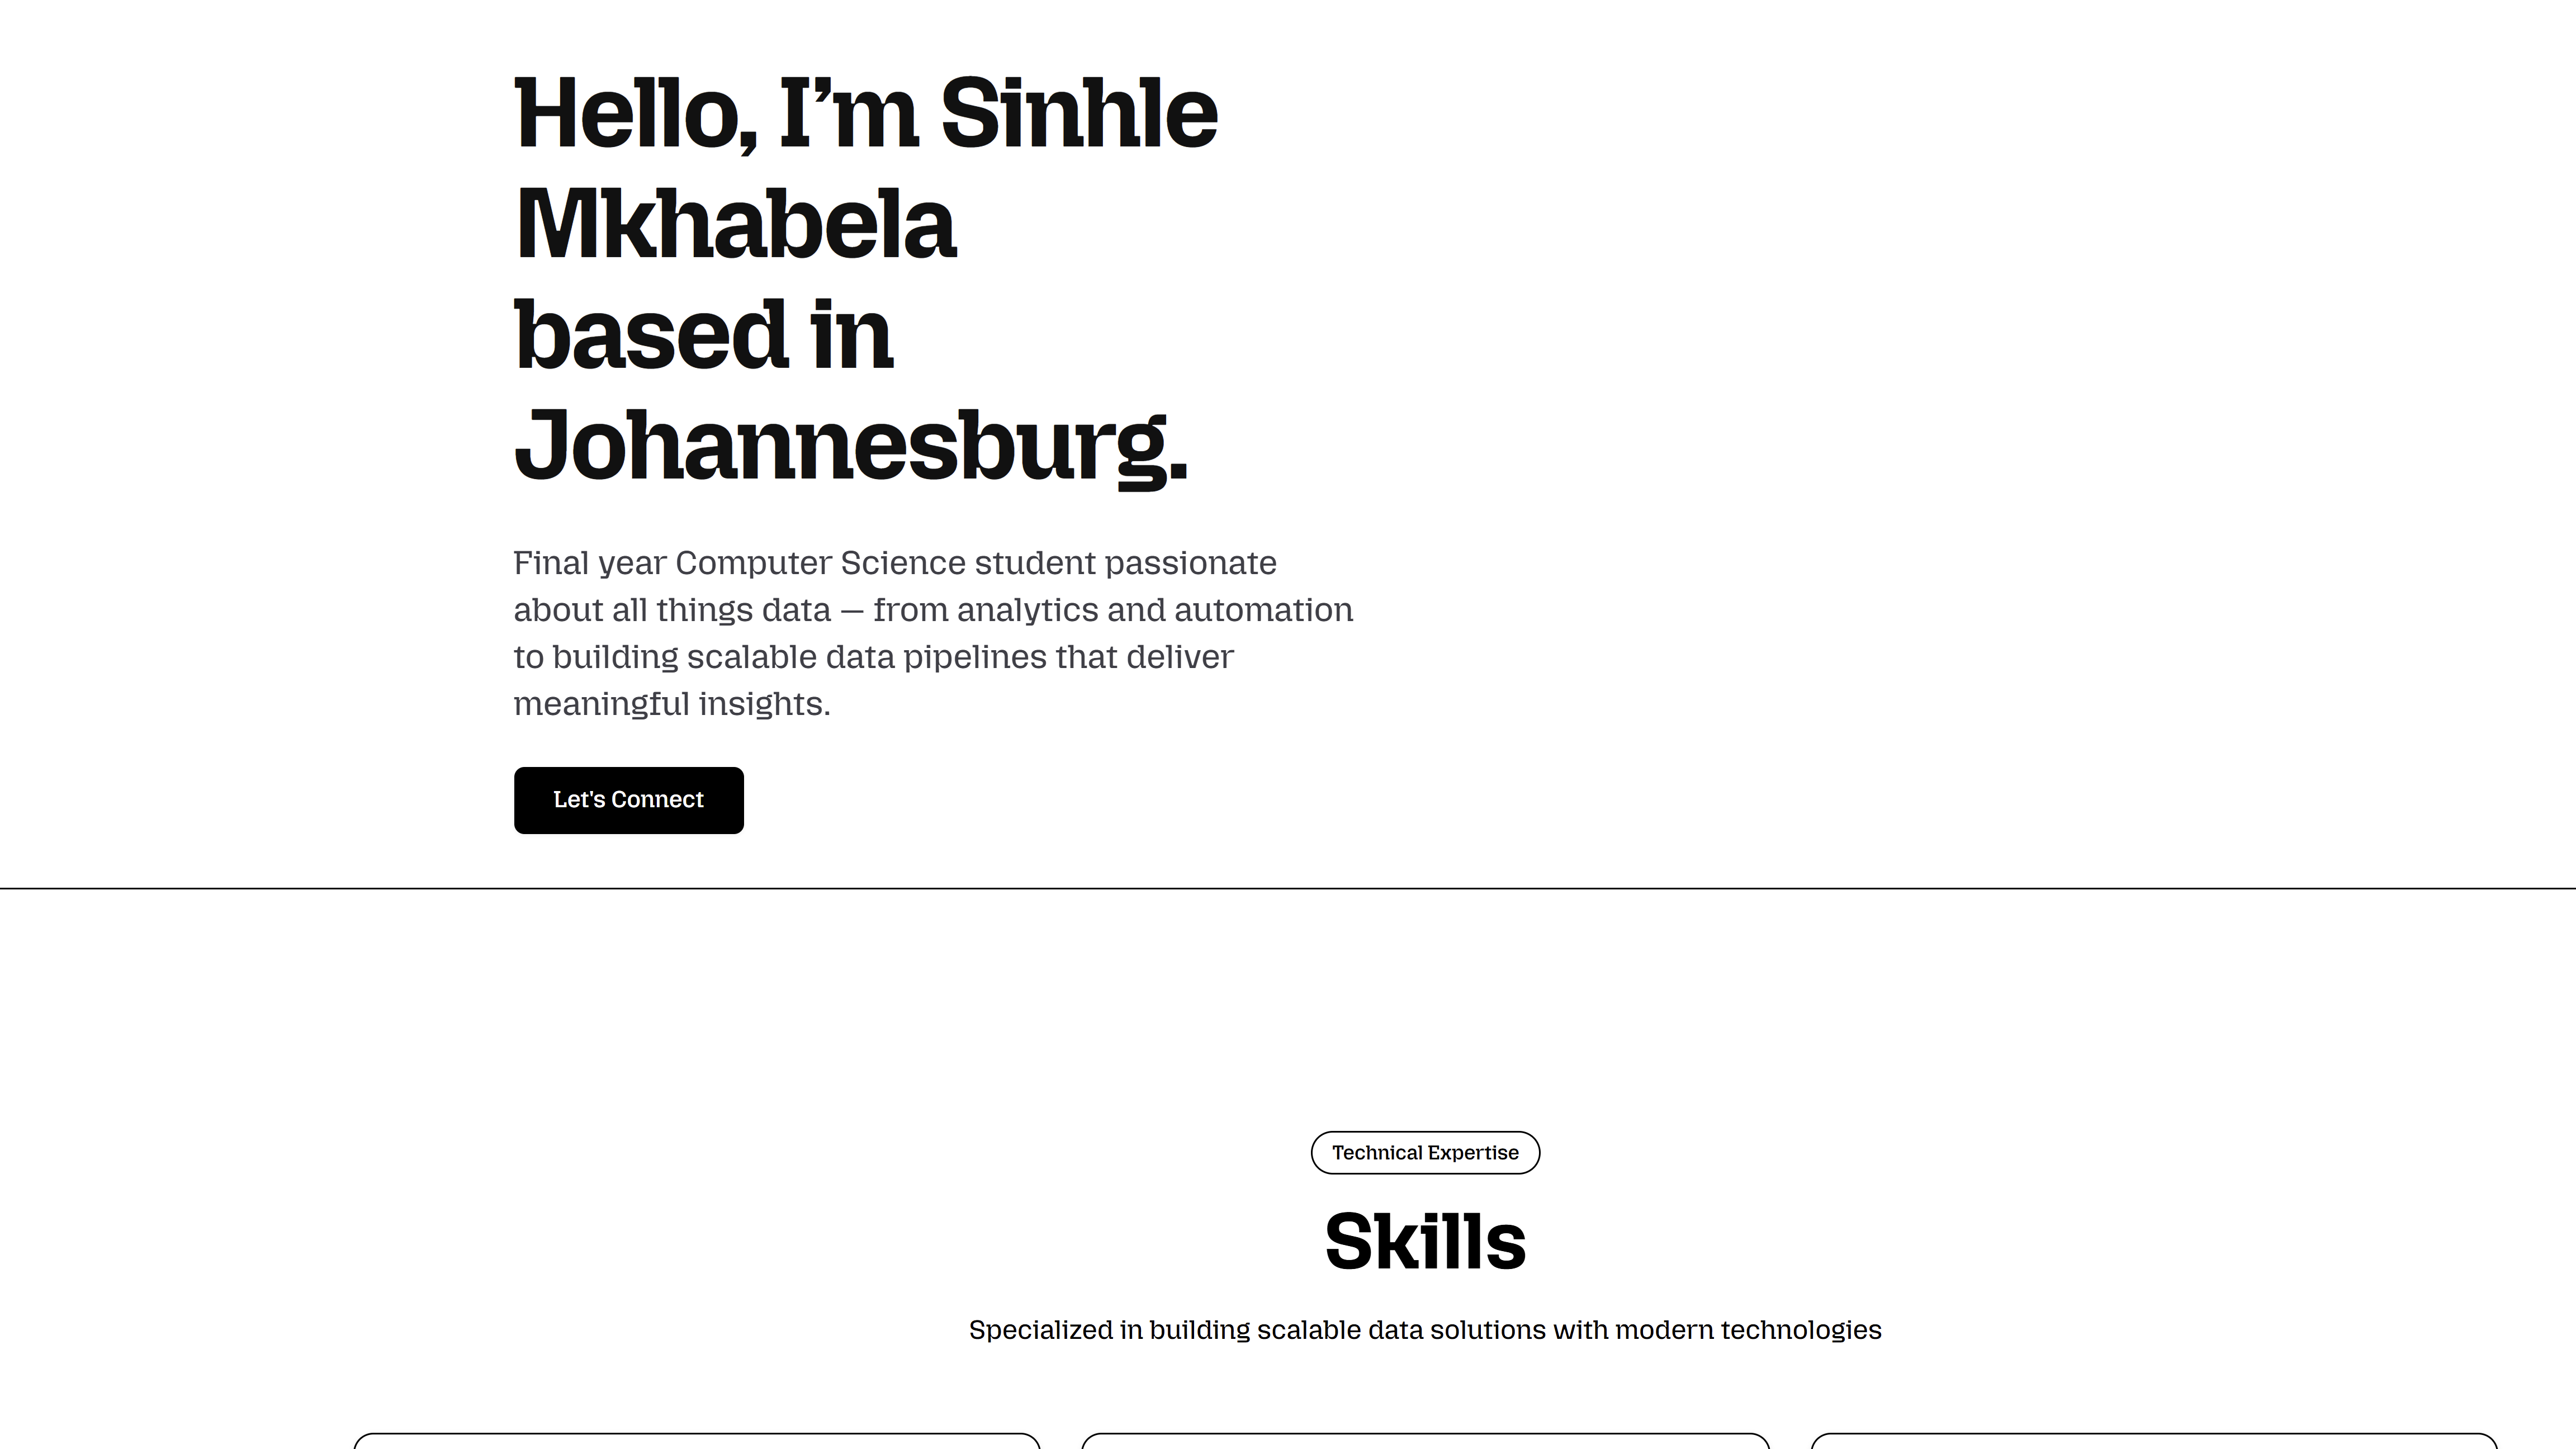 Hello, I’m Sinhle
Mkhabela
based in
Johannesburg.
Final year Computer Science student passionate
about all things data — from analytics and automation
to building scalable data pipelines that deliver
meaningful insights.
Let's Connect
Technical Expertise
Skills
Specialized in building scalable data solutions with modern technologies